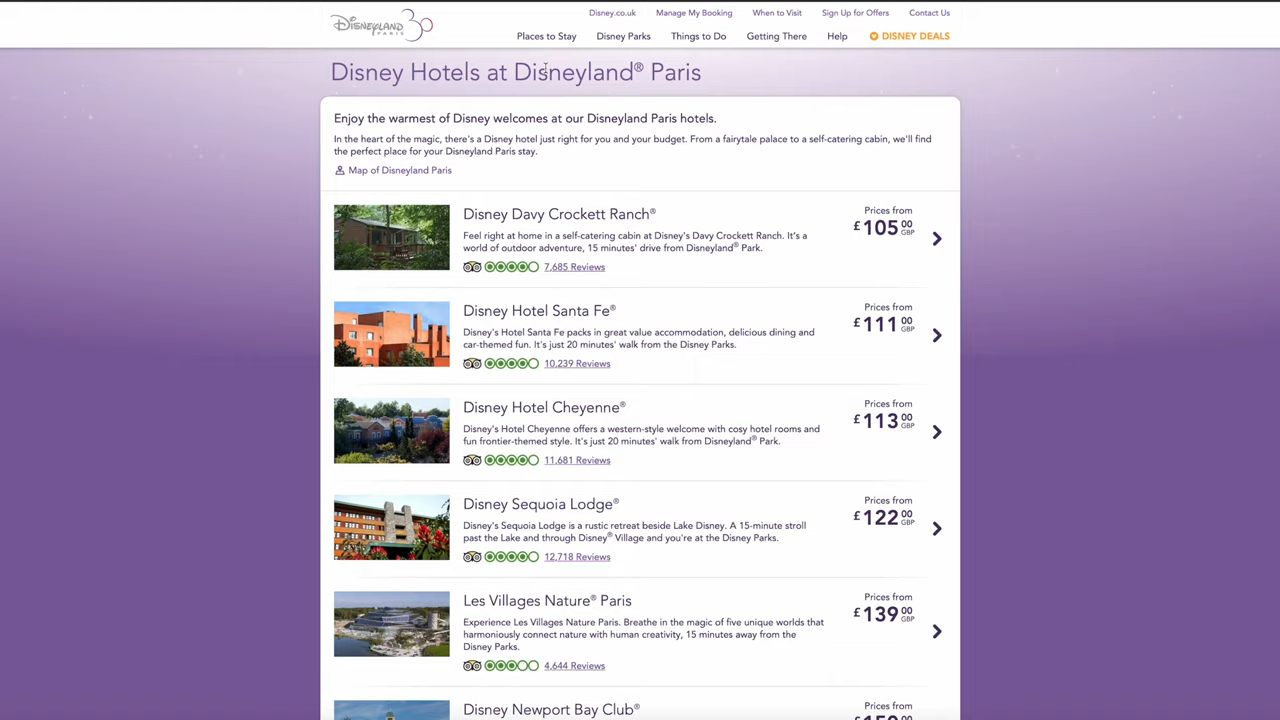 Disney.co.uk Manage My Booking When to Visit Sign Up for Offers Contact Us
DISNEYLAND 30
PARIS
Places to Stay Disney Parks Things to Do Getting There Help DISNEY DEALS
Disney Hotels at Disneyland® Paris
Enjoy the warmest of Disney welcomes at our Disneyland Paris hotels.
In the heart of the magic, there's a Disney hotel just right for you and your budget. From a fairytale palace to a self-catering cabin, we'll find
the perfect place for your Disneyland Paris stay.
Map of Disneyland Paris
Disney Davy Crockett Ranch®
Feel right at home in a self-catering cabin at Disney's Davy Crockett Ranch. It's a
world of outdoor adventure, 15 minutes' drive from Disneyland® Park.
7,685 Reviews
Prices from
£ 105 00 GBP
Disney Hotel Santa Fe®
Disney's Hotel Santa Fe packs in great value accommodation, delicious dining and
car-themed fun. It's just 20 minutes' walk from the Disney Parks.
10,239 Reviews
Prices from
£ 111 00 GBP
Disney Hotel Cheyenne®
Disney's Hotel Cheyenne offers a western-style welcome with cosy hotel rooms and
fun frontier-themed style. It's just 20 minutes' walk from Disneyland® Park.
11,681 Reviews
Prices from
£ 113 00 GBP
Disney Sequoia Lodge®
Disney's Sequoia Lodge is a rustic retreat beside Lake Disney. A 15-minute stroll
past the Lake and through Disney® Village and you're at the Disney Parks.
12,718 Reviews
Prices from
£ 122 00 GBP
Les Villages Nature® Paris
Experience Les Villages Nature Paris. Breathe in the magic of five unique worlds that
harmoniously connect nature with human creativity, 15 minutes away from the
Disney Parks.
4,644 Reviews
Prices from
£ 139 00 GBP
Disney Newport Bay Club®
Prices from